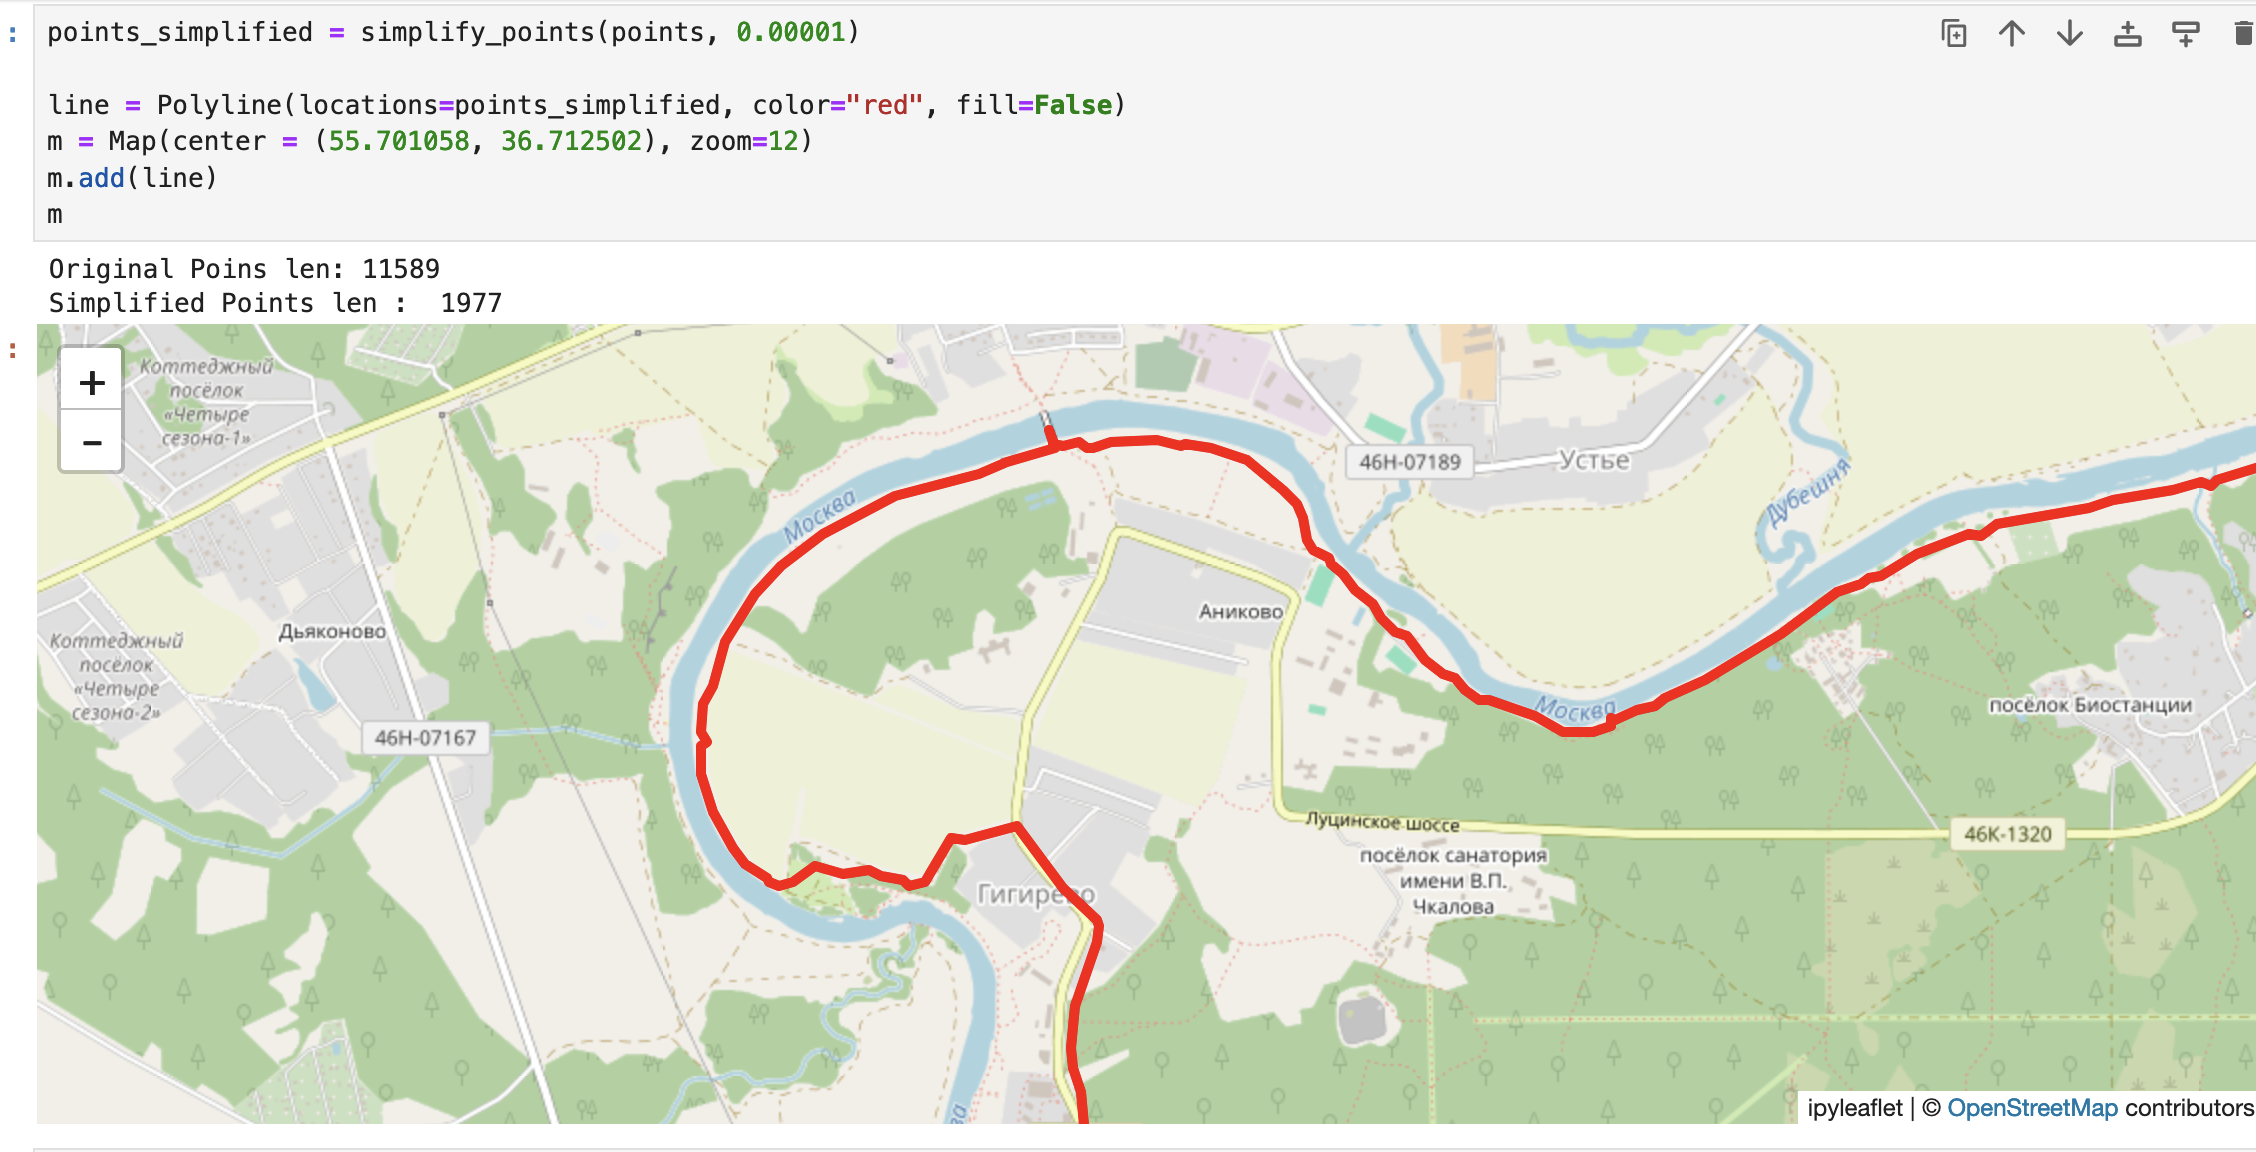 points_simplified = simplify_points(points, 0.00001)
line = Polyline(locations=points_simplified, color="red", fill=False)
m = Map(center = (55.701058, 36.712502), zoom=12)
m.add(line)
m
Original Poins len: 11589
Simplified Points len :  1977
+
−
Коттеджный
посёлок
«Четыре
сезона-1»
46Н-07189
Устье
Дубешня
Москва
Аниково
Дьяконово
Коттеджный
посёлок
«Четыре
сезона-2»
46Н-07167
Москва
посёлок Биостанции
Луцинское шоссе
46К-1320
посёлок санатория
имени В.П.
Чкалова
Гигирево
ва
ipyleaflet | © OpenStreetMap contributors